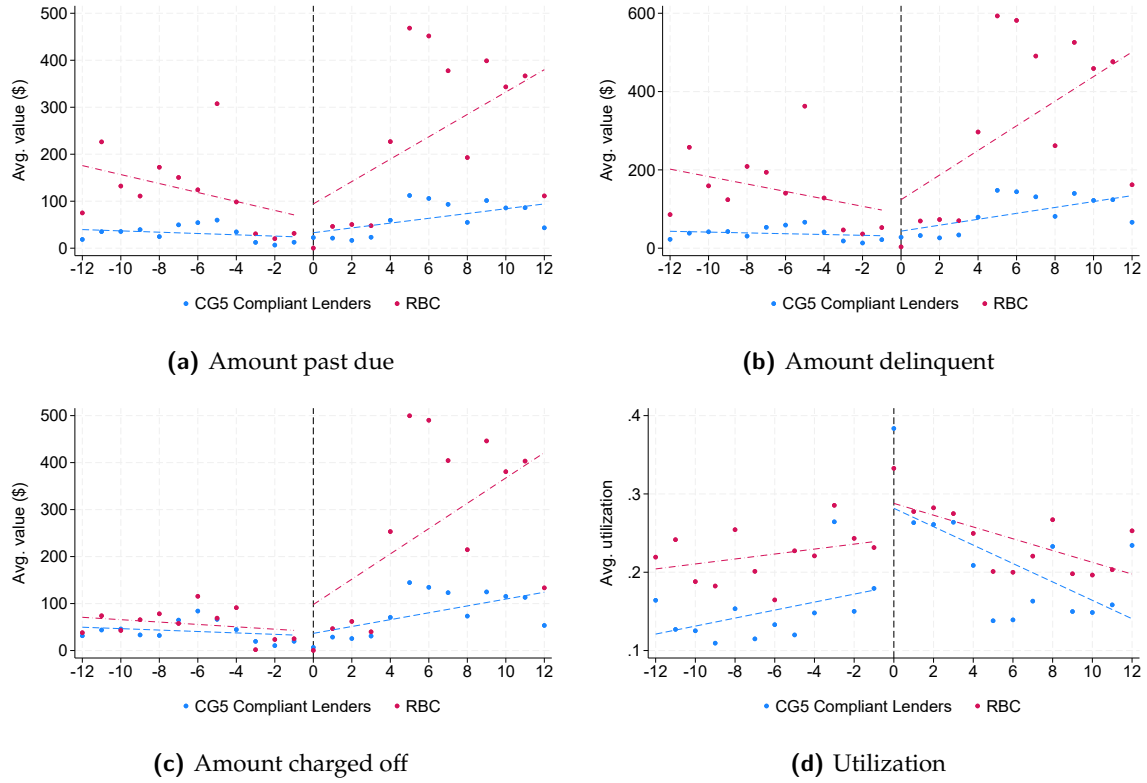 500
400
300
200
100
0
Avg. value ($)
-12 -10 -8 -6 -4 -2 0 2 4 6 8 10 12
CG5 Compliant Lenders RBC
(a) Amount past due
600
400
200
0
Avg. value ($)
-12 -10 -8 -6 -4 -2 0 2 4 6 8 10 12
CG5 Compliant Lenders RBC
(b) Amount delinquent
500
400
300
200
100
0
Avg. value ($)
-12 -10 -8 -6 -4 -2 0 2 4 6 8 10 12
CG5 Compliant Lenders RBC
(c) Amount charged off
.4
.3
.2
.1
Avg. utilization
-12 -10 -8 -6 -4 -2 0 2 4 6 8 10 12
CG5 Compliant Lenders RBC
(d) Utilization